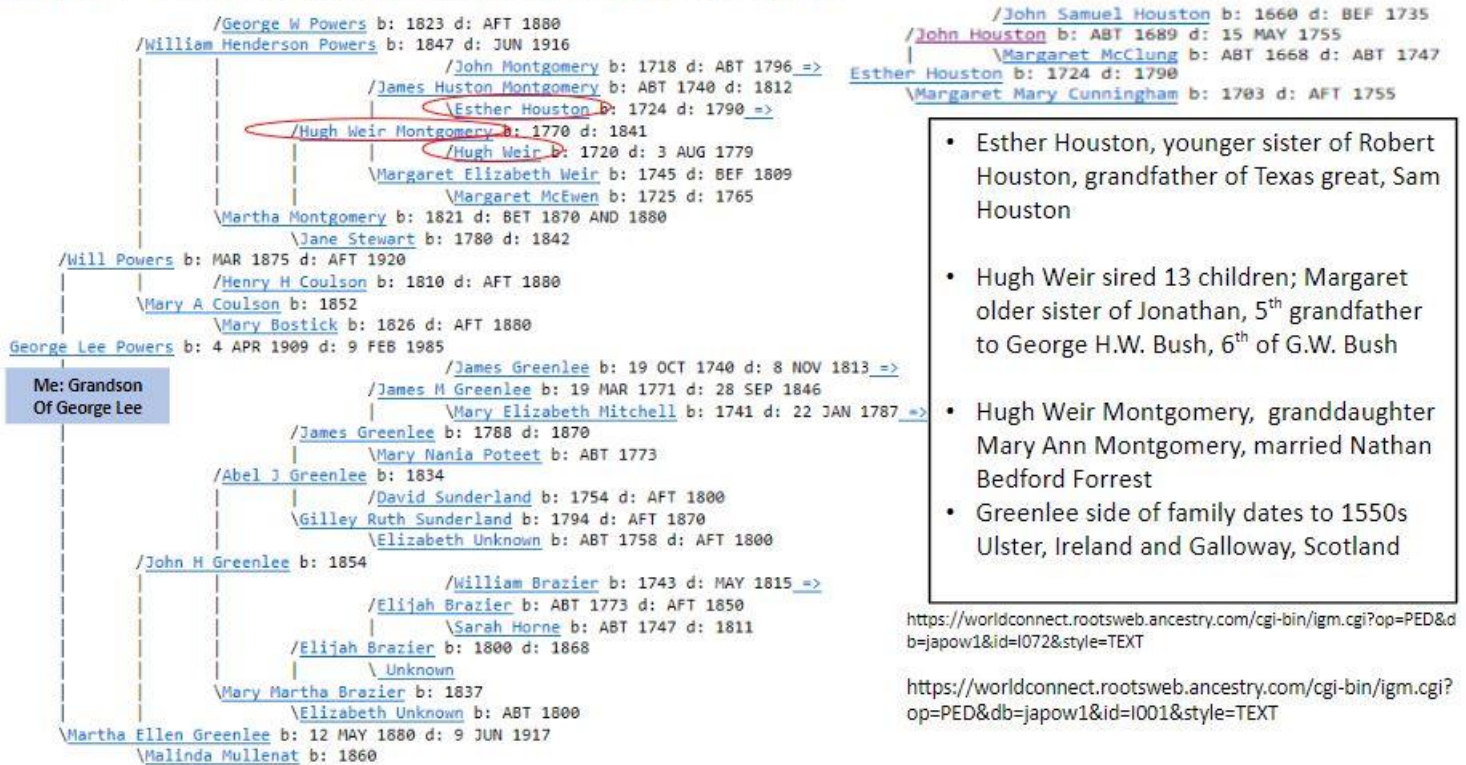 /George W Powers b: 1823 d: AFT 1880
/William Henderson Powers b: 1847 d: JUN 1916
/John Montgomery b: 1718 d: ABT 1796 =>
/James Huston Montgomery b: ABT 1740 d: 1812
\Esther Houston b: 1724 d: 1790 =>
/Hugh Weir Montgomery b: 1770 d: 1841
/Hugh Weir b: 1720 d: 3 AUG 1779
\Margaret Elizabeth Weir b: 1745 d: BEF 1809
\Margaret McEwen b: 1725 d: 1765
\Martha Montgomery b: 1821 d: BET 1870 AND 1880
\Jane Stewart b: 1780 d: 1842
/Will Powers b: MAR 1875 d: AFT 1920
/Henry H Coulson b: 1810 d: AFT 1880
\Mary A Coulson b: 1852
\Mary Bostick b: 1826 d: AFT 1880
George Lee Powers b: 4 APR 1909 d: 9 FEB 1985
/James Greenlee b: 19 OCT 1740 d: 8 NOV 1813 =>
Me: Grandson
Of George Lee
/James M Greenlee b: 19 MAR 1771 d: 28 SEP 1846
\Mary Elizabeth Mitchell b: 1741 d: 22 JAN 1787 =>
/James Greenlee b: 1788 d: 1870
\Mary Nania Poteet b: ABT 1773
/Abel J Greenlee b: 1834
/David Sunderland b: 1754 d: AFT 1800
\Gilley Ruth Sunderland b: 1794 d: AFT 1870
\Elizabeth Unknown b: ABT 1758 d: AFT 1800
/John H Greenlee b: 1854
/William Brazier b: 1743 d: MAY 1815 =>
/Elijah Brazier b: ABT 1773 d: AFT 1850
\Sarah Horne b: ABT 1747 d: 1811
/Elijah Brazier b: 1800 d: 1868
\ Unknown
\Mary Martha Brazier b: 1837
\Elizabeth Unknown b: ABT 1800
\Martha Ellen Greenlee b: 12 MAY 1880 d: 9 JUN 1917
\Malinda Mullenat b: 1860
/John Samuel Houston b: 1660 d: BEF 1735
/John Houston b: ABT 1689 d: 15 MAY 1755
\Margaret McClung b: ABT 1668 d: ABT 1747
Esther Houston b: 1724 d: 1790
\Margaret Mary Cunningham b: 1703 d: AFT 1755
• Esther Houston, younger sister of Robert
Houston, grandfather of Texas great, Sam
Houston
• Hugh Weir sired 13 children; Margaret
older sister of Jonathan, 5th grandfather
to George H.W. Bush, 6th of G.W. Bush
• Hugh Weir Montgomery, granddaughter
Mary Ann Montgomery, married Nathan
Bedford Forrest
• Greenlee side of family dates to 1550s
Ulster, Ireland and Galloway, Scotland
https://worldconnect.rootsweb.ancestry.com/cgi-bin/igm.cgi?op=PED&d
b=japow1&id=I072&style=TEXT
https://worldconnect.rootsweb.ancestry.com/cgi-bin/igm.cgi?
op=PED&db=japow1&id=I001&style=TEXT